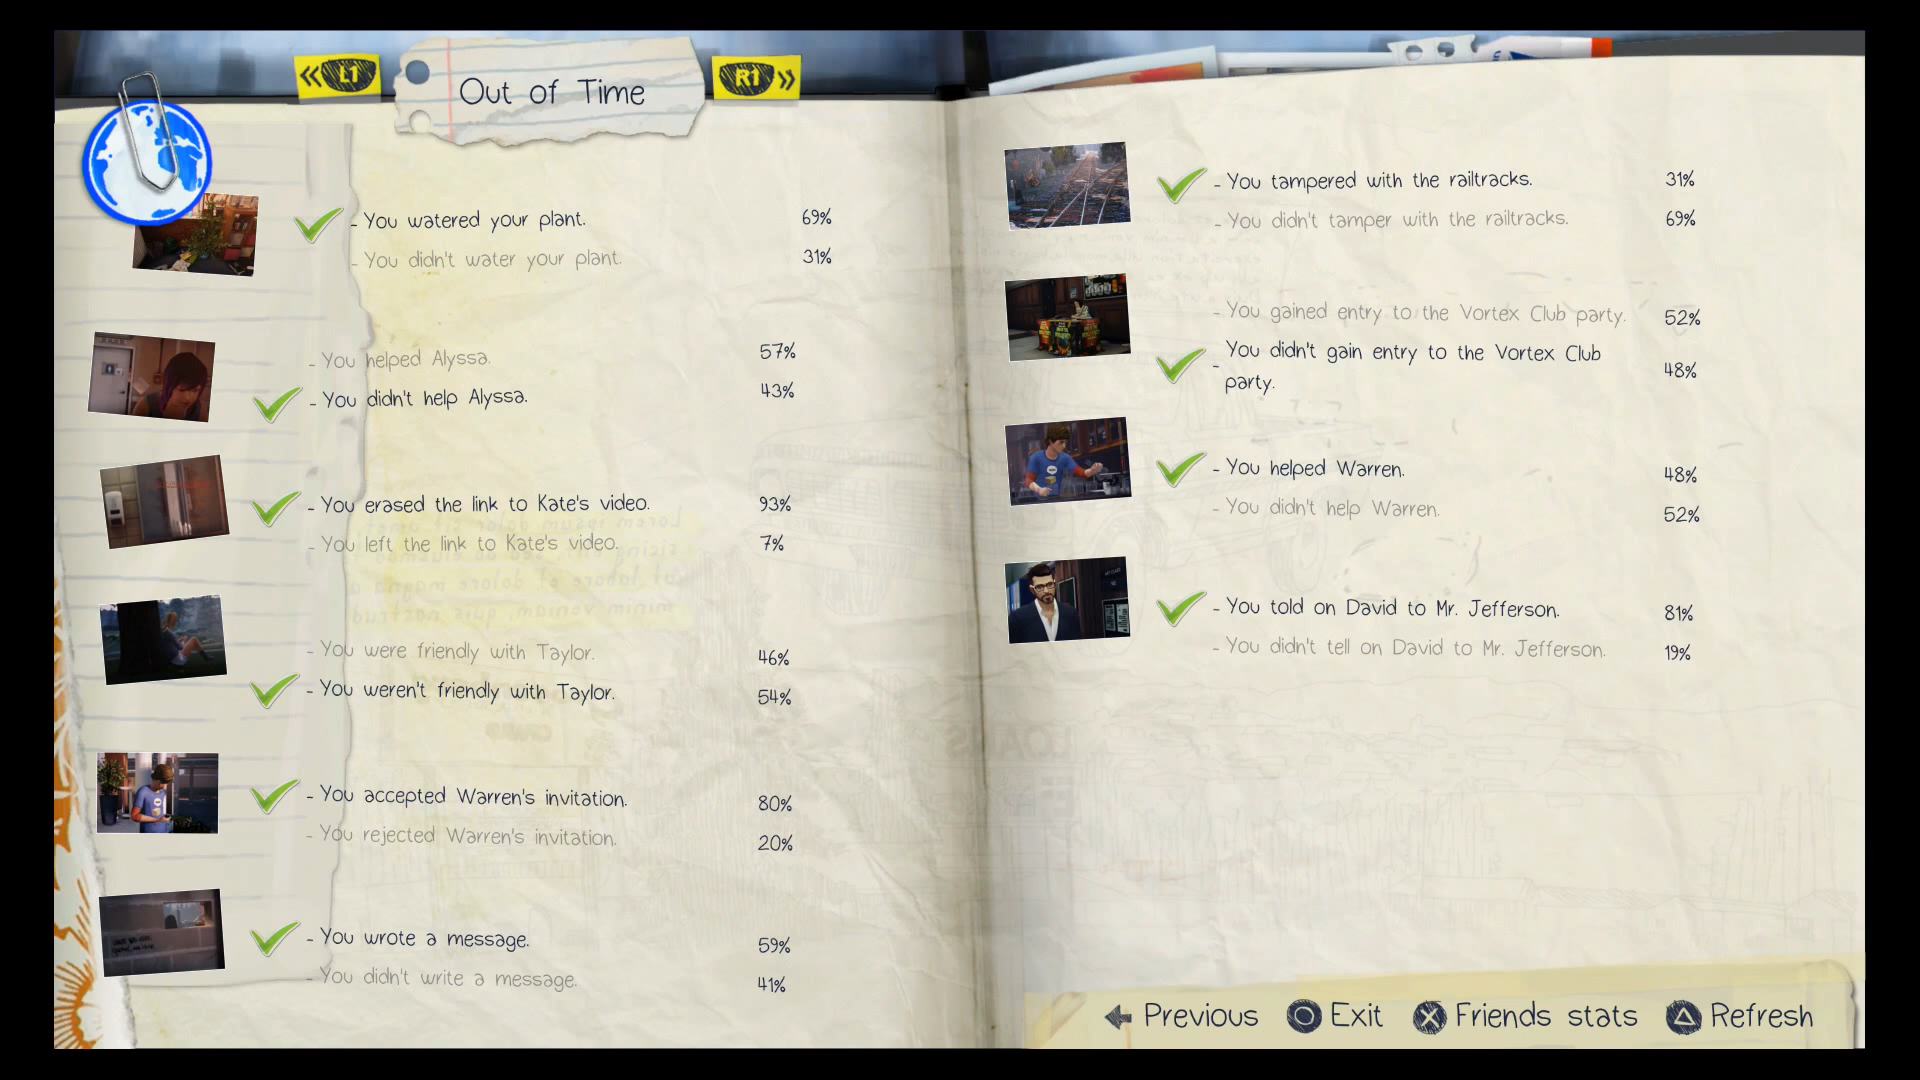 L1
Out of Time
R1
- You watered your plant. 69%
- You didn't water your plant. 31%
- You helped Alyssa. 57%
- You didn't help Alyssa. 43%
- You erased the link to Kate's video. 93%
- You left the link to Kate's video. 7%
- You were friendly with Taylor. 46%
- You weren't friendly with Taylor. 54%
- You accepted Warren's invitation. 80%
- You rejected Warren's invitation. 20%
- You wrote a message. 59%
- You didn't write a message. 41%
- You tampered with the railtracks. 31%
- You didn't tamper with the railtracks. 69%
- You gained entry to the Vortex Club party. 52%
- You didn't gain entry to the Vortex Club
party. 48%
- You helped Warren. 48%
- You didn't help Warren. 52%
- You told on David to Mr. Jefferson. 81%
- You didn't tell on David to Mr. Jefferson. 19%
Previous Exit Friends stats Refresh